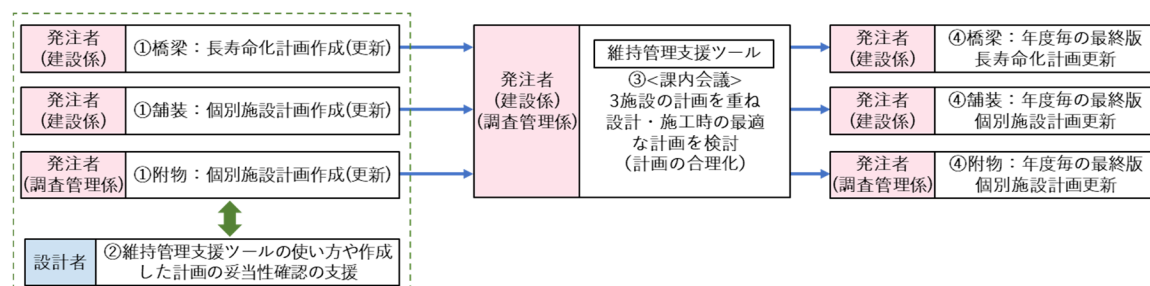 発注者
(建設係)
①橋梁：長寿命化計画作成(更新)
発注者
(建設係)
①舗装：個別施設計画作成(更新)
発注者
(調査管理係)
①附物：個別施設計画作成(更新)
設計者
②維持管理支援ツールの使い方や作成
した計画の妥当性確認の支援
発注者
(建設係)
(調査管理係)
維持管理支援ツール
③<課内会議>
3施設の計画を重ね
設計・施工時の最適
な計画を検討
(計画の合理化)
発注者
(建設係)
④橋梁：年度毎の最終版
長寿命化計画更新
発注者
(建設係)
④舗装：年度毎の最終版
個別施設計画更新
発注者
(調査管理係)
④附物：年度毎の最終版
個別施設計画更新